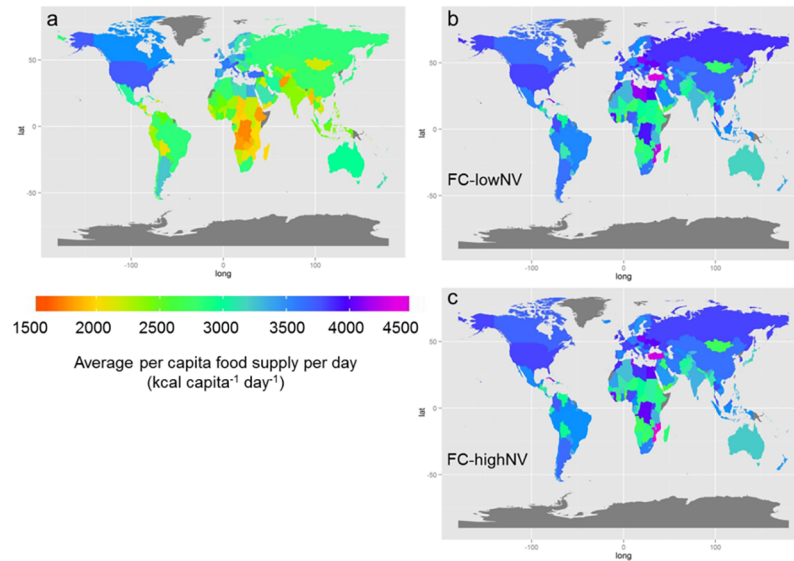 a
50
0
-50
lat
-100
0
100
long
1500 2000 2500 3000 3500 4000 4500
Average per capita food supply per day
(kcal capita⁻¹ day⁻¹)
b
50
0
-50
lat
FC-lowNV
-100
0
100
long
c
50
0
-50
lat
FC-highNV
-100
0
100
long